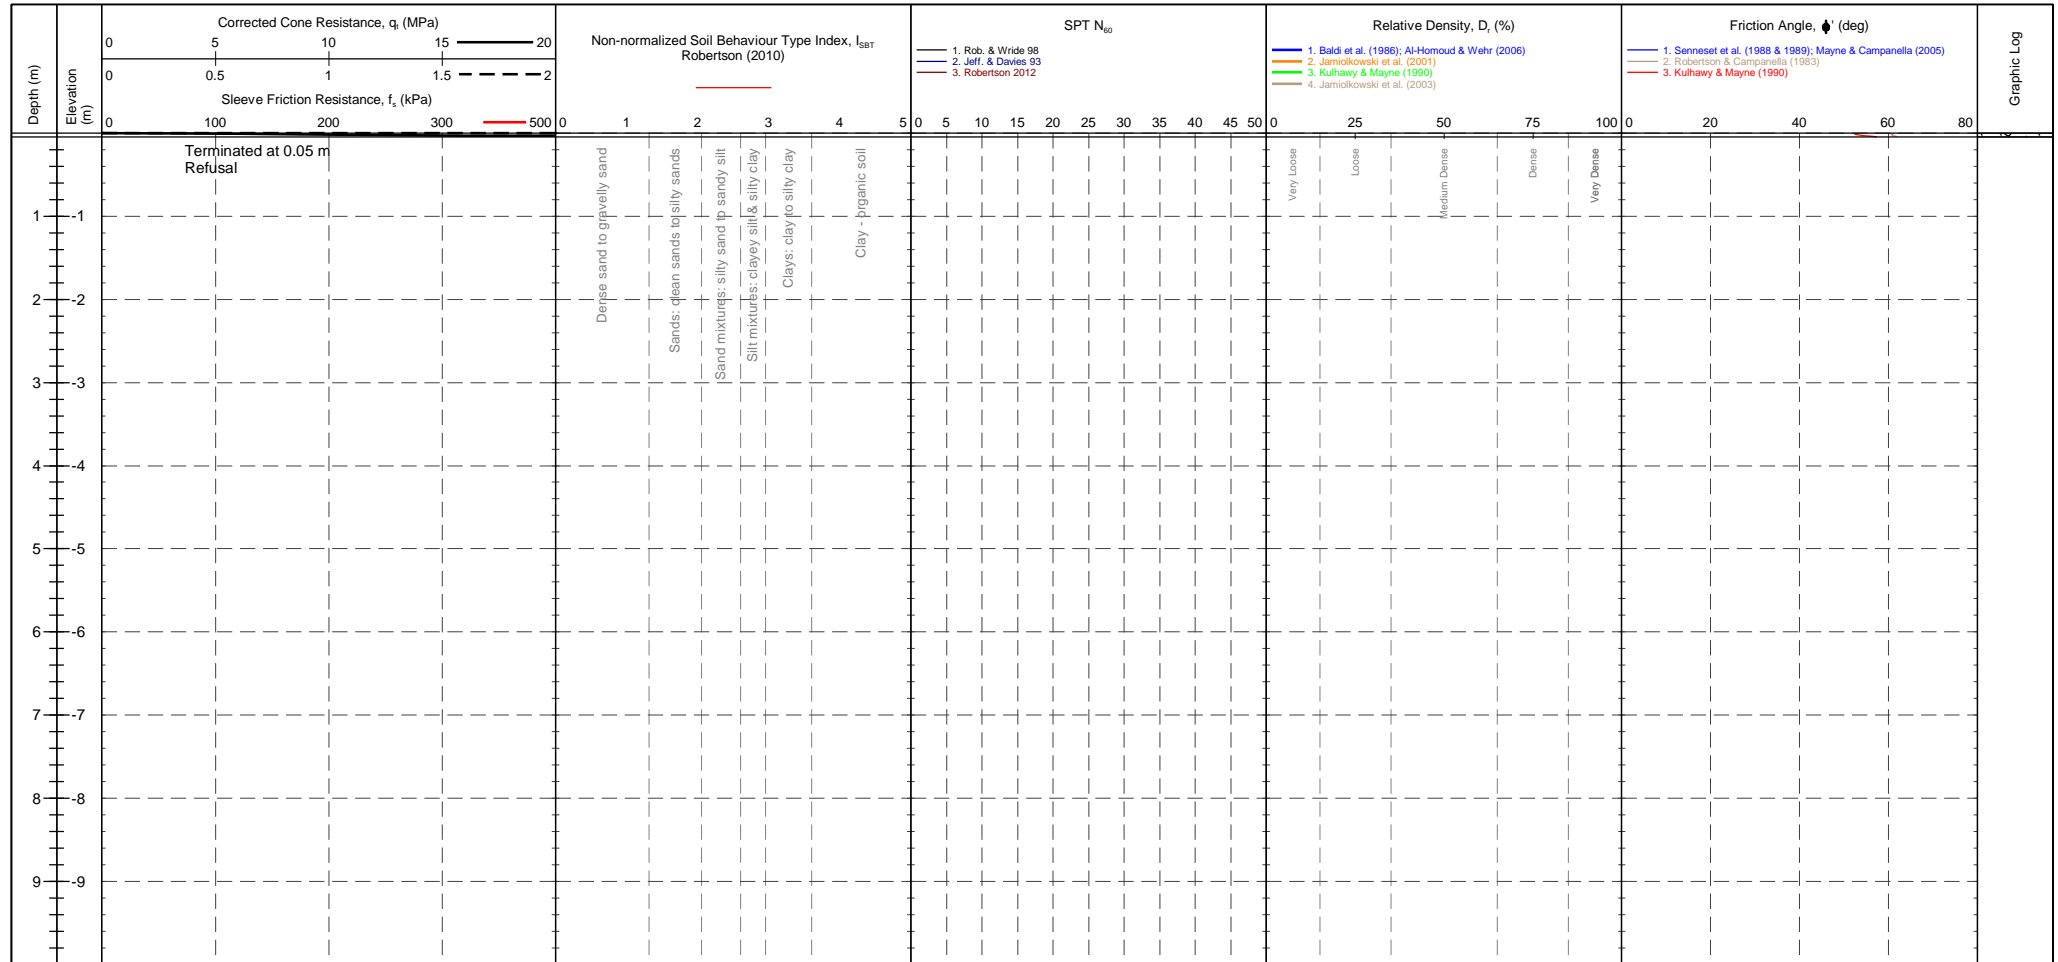 Depth (m)
Elevation
(m)
Corrected Cone Resistance, qt (MPa)
0 5 10 15 20
0 0.5 1 1.5 2
Sleeve Friction Resistance, fs (kPa)
100 200 300 500
Non-normalized Soil Behaviour Type Index, ISBT
Robertson (2010)
0 1 2 3 4 5
SPT N60
1. Rob. & Wride 98
2. Jeff. & Davies 93
3. Robertson 2012
0 5 10 15 20 25 30 35 40 45 50
Relative Density, Dr (%)
1. Baldi et al. (1986); Al-Homoud & Wehr (2006)
2. Jamiolkowski et al. (2001)
3. Kulhawy & Mayne (1990)
4. Jamiolkowski et al. (2003)
0 25 50 75 100
Friction Angle, ϕ' (deg)
1. Senneset et al. (1988 & 1989); Mayne & Campanella (2005)
2. Robertson & Campanella (1983)
3. Kulhawy & Mayne (1990)
0 20 40 60 80
Graphic Log
Terminated at 0.05 m
Refusal
Dense sand to gravelly sand
Sands: clean sands to silty sands
Sand mixtures: silty sand to sandy silt
Silt mixtures: clayey silt & silty clay
Clays: clay to silty clay
Clay - organic soil
Very Loose
Loose
Medium Dense
Dense
Very Dense
1 -1
2 -2
3 -3
4 -4
5 -5
6 -6
7 -7
8 -8
9 -9